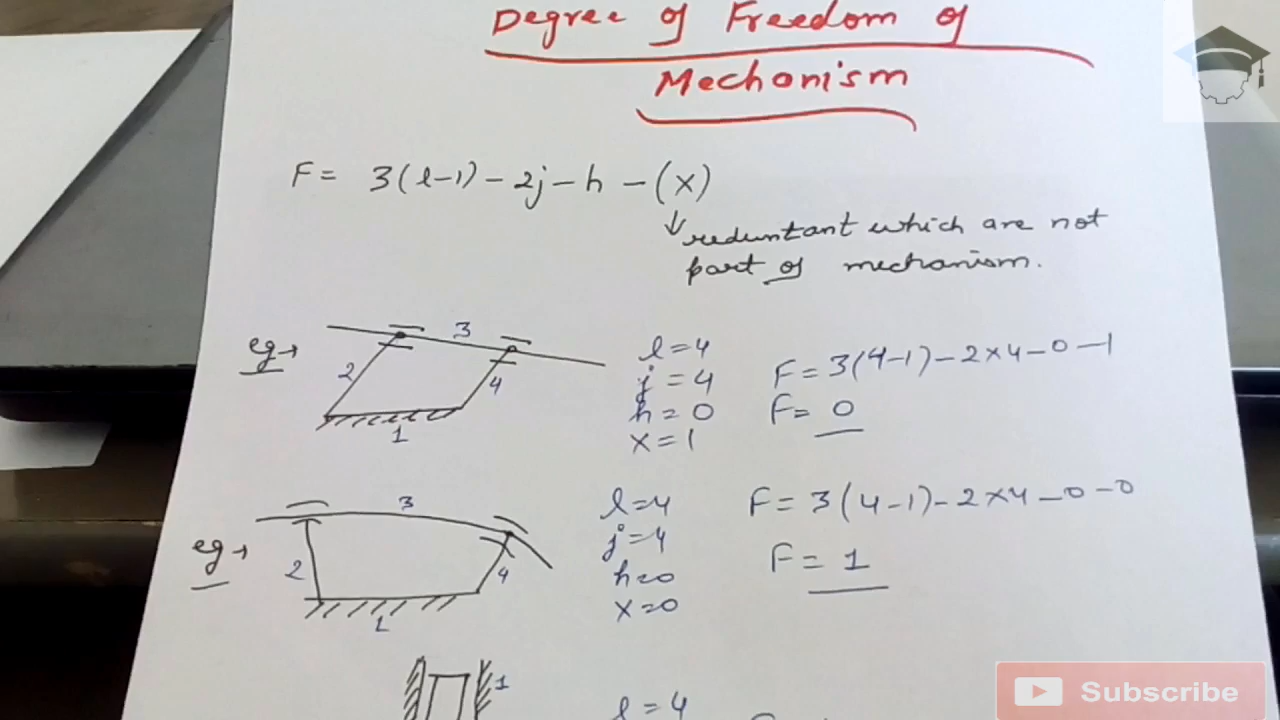 Degree of Freedom of
Mechanism
F = 3(l-1) - 2j - h - (x)
↓ reduntant which are not
part of mechanism.
eg→
3
2
4
1
l=4
j=4
h=0
x=1
F=3(4-1)-2×4-0-1
F= 0
eg→
3
2
4
1
l=4
j=4
h=0
x=0
F=3(4-1)-2×4-0-0
F= 1
1
l=4
Subscribe